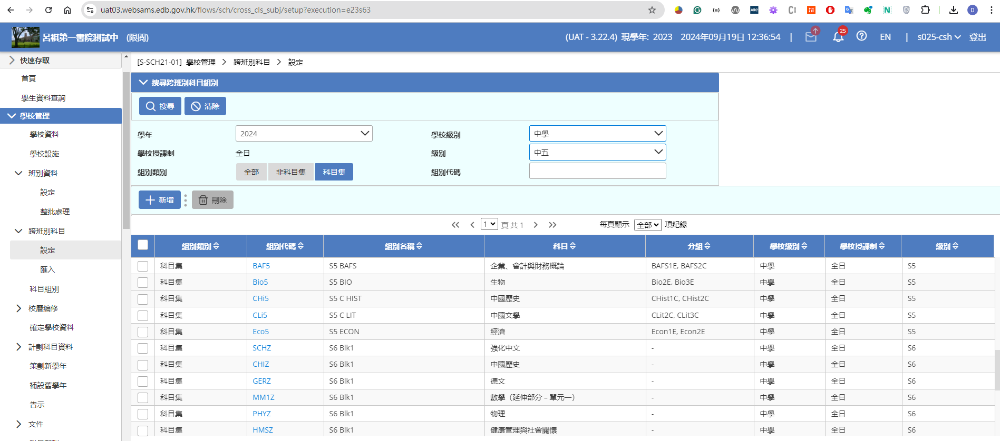 uat03.websams.edb.gov.hk/flows/sch/cross_cls_subj/setup?execution=e23s63
呂祺第一書院測試中 (限閱)
(UAT - 3.22.4) 現學年: 2023 2024年09月19日 12:36:54 | 25 EN | s025-csh 登出
快速存取
首頁
學生資料查詢
學校管理
學校資料
學校設施
班別資料
設定
整批處理
跨班別科目
設定
匯入
科目組別
校曆編修
確定學校資料
計劃科目資料
策劃新學年
補設舊學年
告示
文件
[S-SCH21-01] 學校管理 > 跨班別科目 > 設定
搜尋跨班別科目組別
搜尋 清除
學年 2024 學校級別 中學
學校授課制 全日 級別 中五
組別類別 全部 非科目集 科目集 組別代碼
新增 刪除
1 頁 共 1 每頁顯示 全部 項紀錄
組別類別 組別代碼 組別名稱 科目 分組 學校級別 學校授課制 級別
科目集 BAF5 S5 BAFS 企業、會計與財務概論 BAFS1E, BAFS2C 中學 全日 S5
科目集 Bio5 S5 BIO 生物 Bio2E, Bio3E 中學 全日 S5
科目集 CHi5 S5 C HIST 中國歷史 CHist1C, CHist2C 中學 全日 S5
科目集 CLi5 S5 C LIT 中國文學 CLit2C, CLit3C 中學 全日 S5
科目集 Eco5 S5 ECON 經濟 Econ1E, Econ2E 中學 全日 S5
科目集 SCHZ S6 Blk1 強化中文 - 中學 全日 S6
科目集 CHIZ S6 Blk1 中國歷史 - 中學 全日 S6
科目集 GERZ S6 Blk1 德文 - 中學 全日 S6
科目集 MM1Z S6 Blk1 數學（延伸部分－單元一） - 中學 全日 S6
科目集 PHYZ S6 Blk1 物理 - 中學 全日 S6
科目集 HMSZ S6 Blk1 健康管理與社會關懷 - 中學 全日 S6